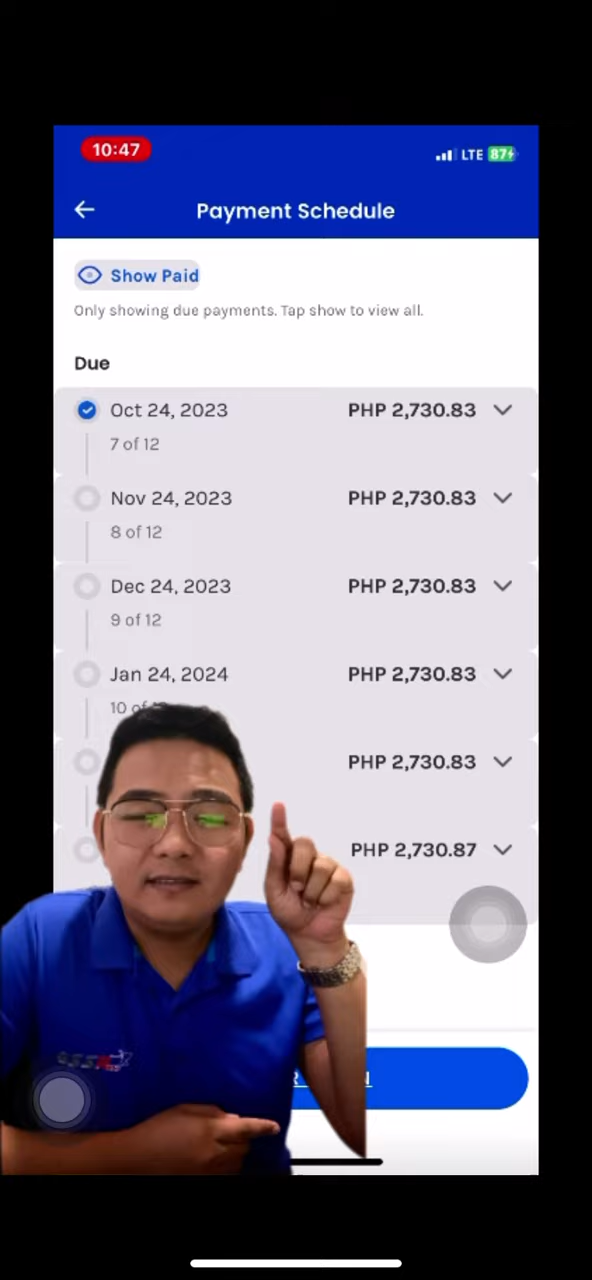 10:47
LTE 87
Payment Schedule
Show Paid
Only showing due payments. Tap show to view all.
Due
Oct 24, 2023 PHP 2,730.83
7 of 12
Nov 24, 2023 PHP 2,730.83
8 of 12
Dec 24, 2023 PHP 2,730.83
9 of 12
Jan 24, 2024 PHP 2,730.83
10 of
PHP 2,730.83
PHP 2,730.87